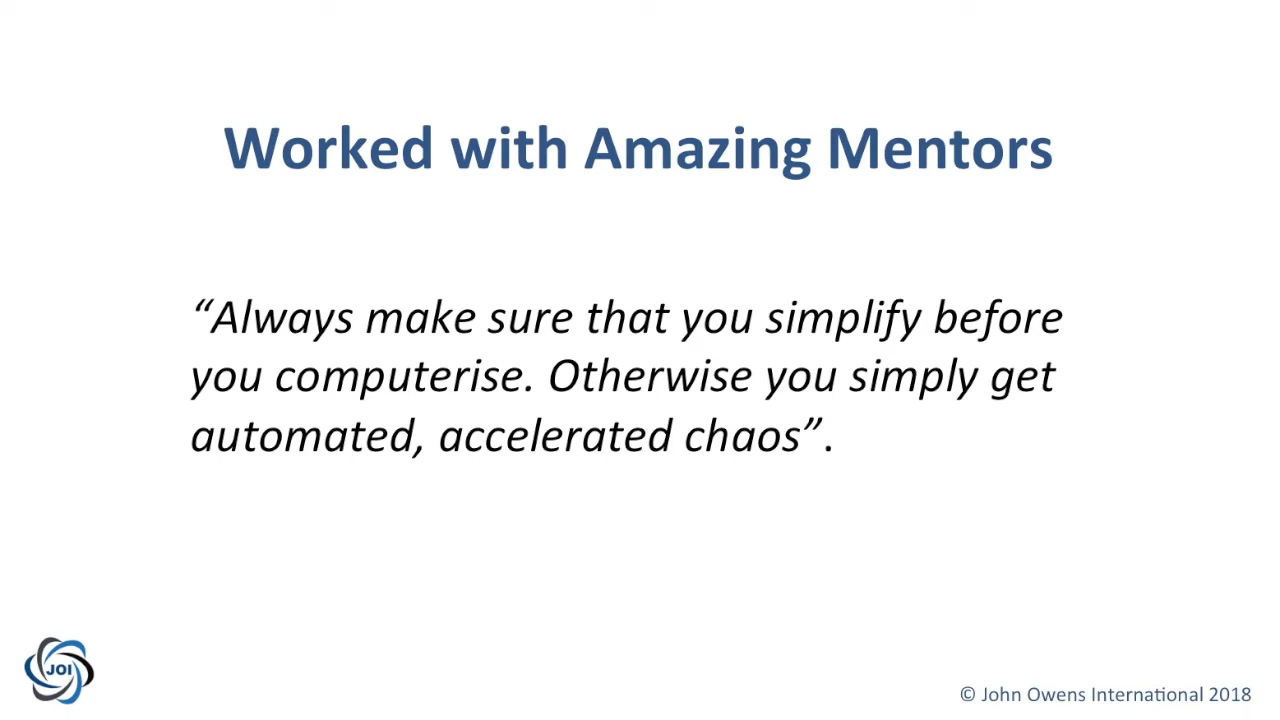 Worked with Amazing Mentors
“Always make sure that you simplify before
you computerise. Otherwise you simply get
automated, accelerated chaos”.
JOI
© John Owens International 2018